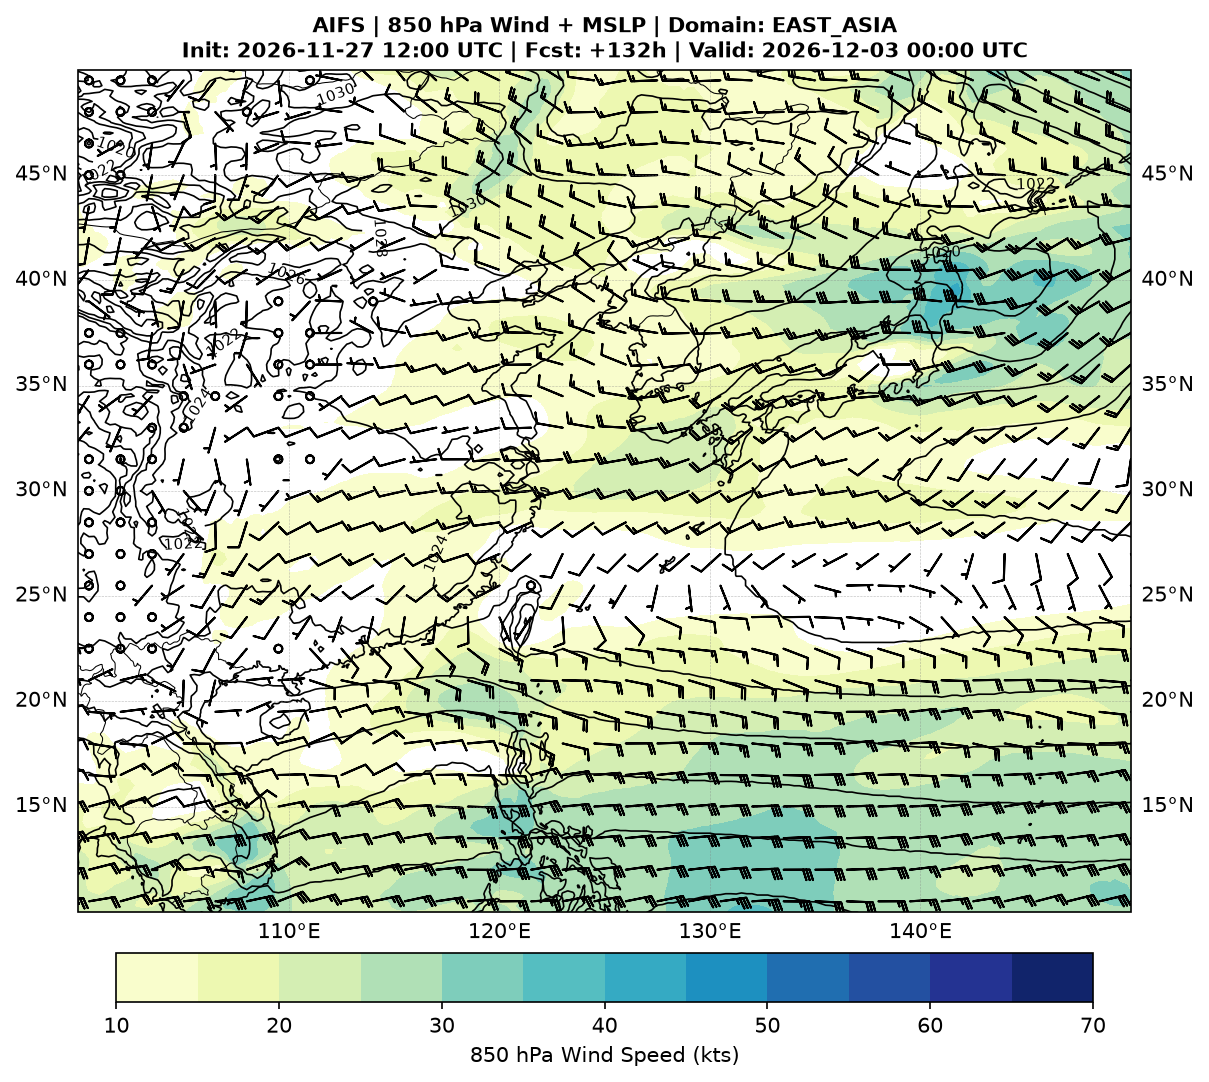 AIFS | 850 hPa Wind + MSLP | Domain: EAST_ASIA
Init: 2026-11-27 12:00 UTC | Fcst: +132h | Valid: 2026-12-03 00:00 UTC
1030
1022
45°N 45°N
1030
1028
1020
40°N 1026 40°N
1022
35°N 35°N
1024
30°N 30°N
1022
1024
25°N 25°N
20°N 20°N
15°N 15°N
110°E 120°E 130°E 140°E
10 20 30 40 50 60 70
850 hPa Wind Speed (kts)